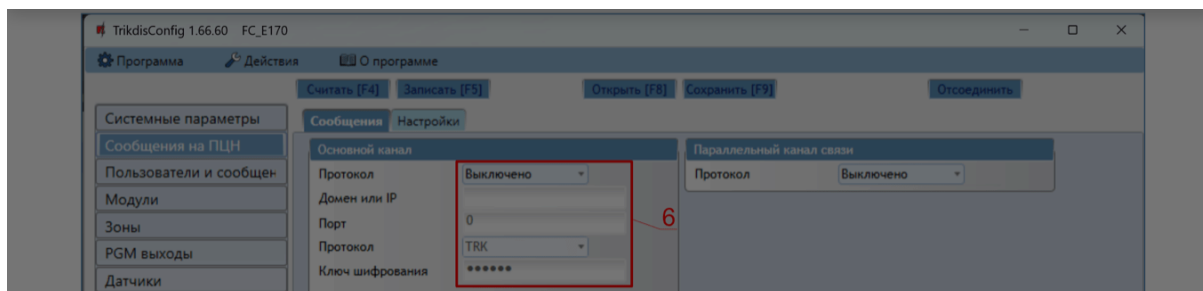 TrikdisConfig 1.66.60 FC_E170
Программа Действия О программе
Считать [F4] Записать [F5] Открыть [F8] Сохранить [F9] Отсоединить
Системные параметры
Сообщения на ПЦН
Пользователи и сообщен
Модули
Зоны
PGM выходы
Датчики
Сообщения Настройки
Основной канал
Протокол Выключено
Домен или IP
Порт 0
Протокол TRK
Ключ шифрования ••••••
6
Параллельный канал связи
Протокол Выключено